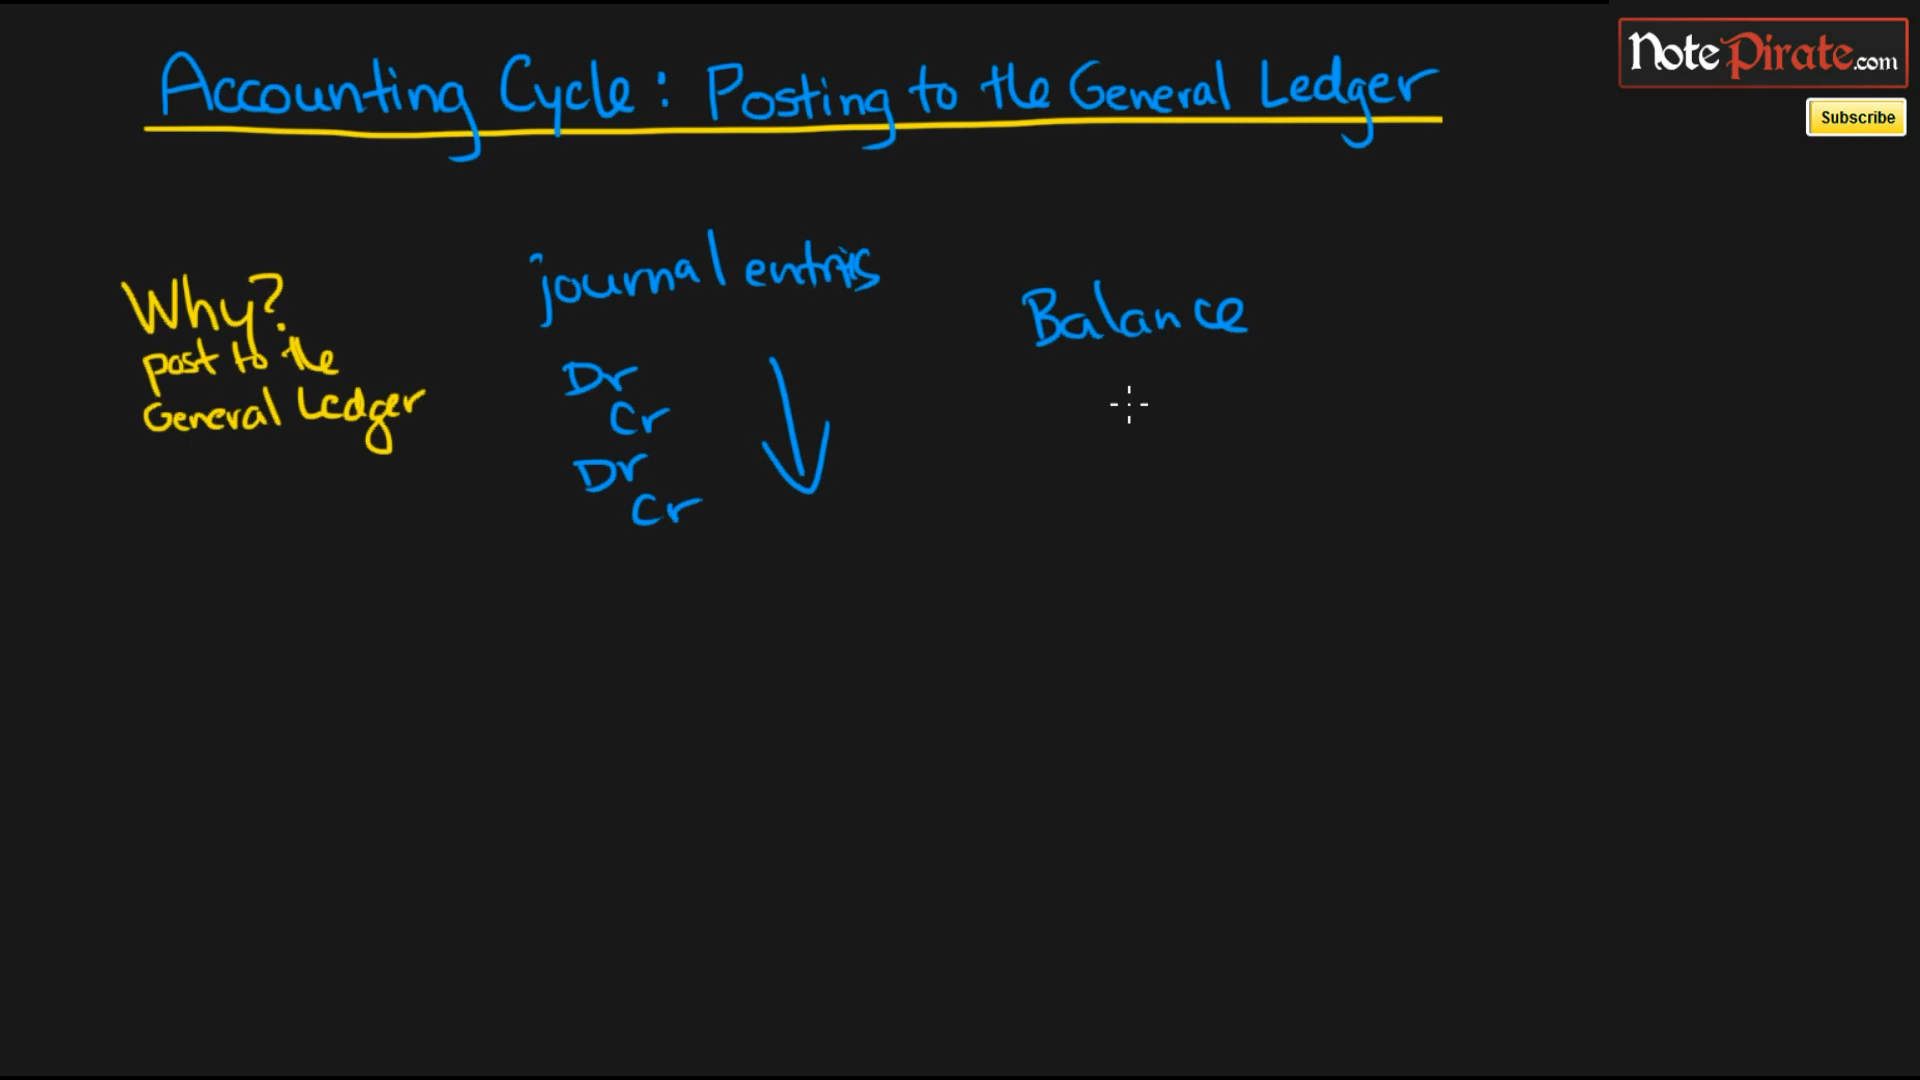 Accounting Cycle: Posting to the General Ledger
NotePirate.com
Subscribe
Why?
post to the
General Ledger
journal entries
Dr
Cr
Dr
Cr
Balance